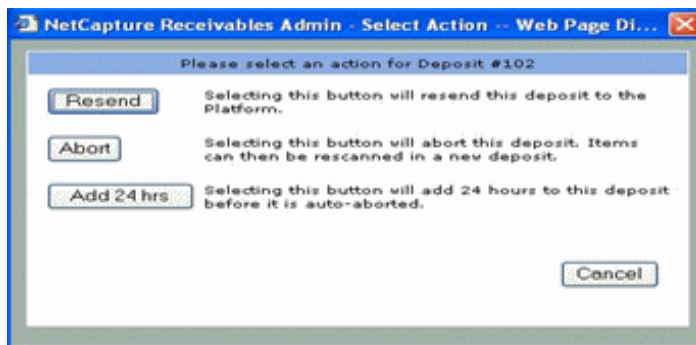 NetCapture Receivables Admin - Select Action -- Web Page Di...
Please select an action for Deposit #102
Resend
Selecting this button will resend this deposit to the
Platform.
Abort
Selecting this button will abort this deposit. Items
can then be rescanned in a new deposit.
Add 24 hrs
Selecting this button will add 24 hours to this deposit
before it is auto-aborted.
Cancel